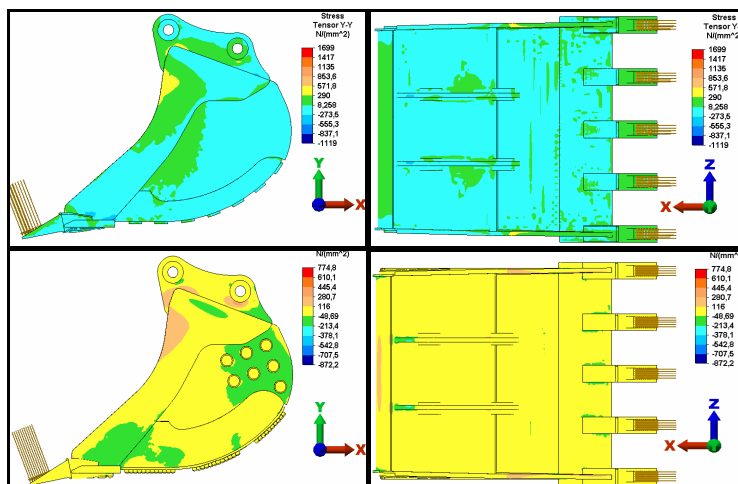 Stress
Tensor Y-Y
N/(mm^2)
1699
1417
1135
853,6
571,8
290
8,258
-273,5
-555,3
-837,1
-1119
Y
X
Stress
Tensor Y-
N/(mm^2)
1699
1417
1135
853,6
571,8
290
8,258
-273,5
-555,3
-837,1
-1119
Z
X
Y
N/(mm^2)
774,8
610,1
445,4
280,7
116
-48,69
-213,4
-378,1
-542,8
-707,5
-872,2
Y
X
N/(mm^
774,8
610,1
445,4
280,7
116
-48,69
-213,4
-378,1
-542,8
-707,5
-872,2
Z
X